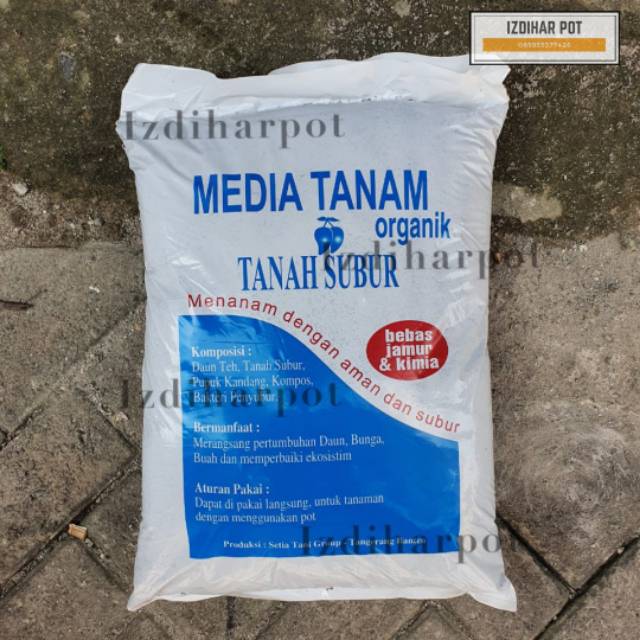 IZDIHAR POT
Izdiharpot
MEDIA TANAM
organik
Izdiharpot
TANAH SUBUR
Menanam dengan aman dan subur
bebas
jamur
& kimia
Komposisi :
Daun Teh, Tanah Subur,
Pupuk Kandang, Kompos,
Bakteri Penyubur
Izdiharpot
Bermanfaat :
Merangsang pertumbuhan Daun, Bunga,
Buah dan memperbaiki ekosistim
Aturan Pakai :
Dapat di pakai langsung, untuk tanaman
dengan menggunakan pot
Produksi : Setia Tani Group - Tangerang Banten
Izdiharpot